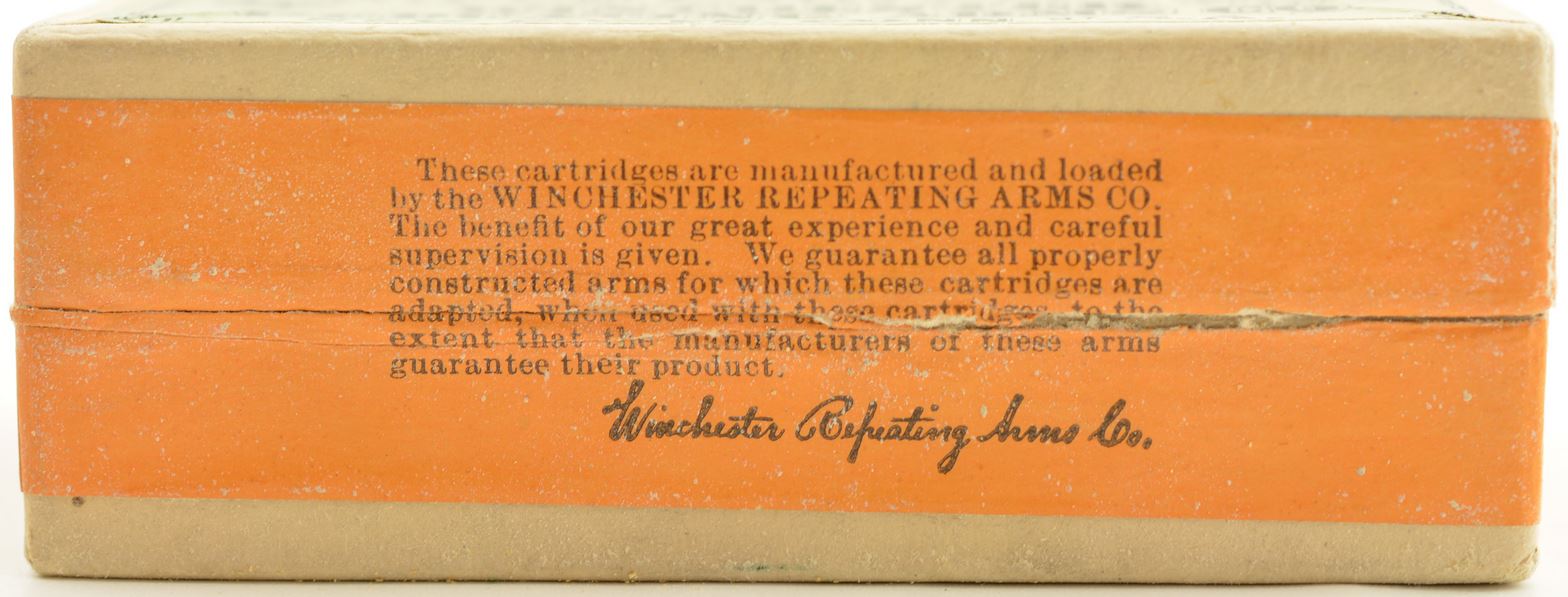 These cartridges are manufactured and loaded
by the WINCHESTER REPEATING ARMS CO.
The benefit of our great experience and careful
supervision is given. We guarantee all properly
constructed arms for which these cartridges are
adapted, when used with these cartridges, to the
extent that the manufacturers of these arms
guarantee their product.
Winchester Repeating Arms Co.